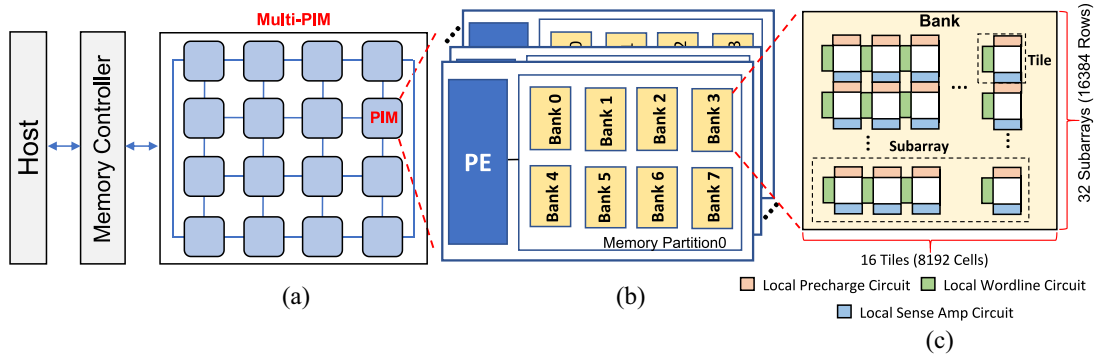 Host
Memory Controller
Multi-PIM
PIM
(a)
PE
Bank 0
Bank 1
Bank 2
Bank 3
Bank 4
Bank 5
Bank 6
Bank 7
Memory Partition0
(b)
Bank
Tile
...
...
Subarray
...
32 Subarrays (16384 Rows)
16 Tiles (8192 Cells)
Local Precharge Circuit
Local Wordline Circuit
Local Sense Amp Circuit
(c)